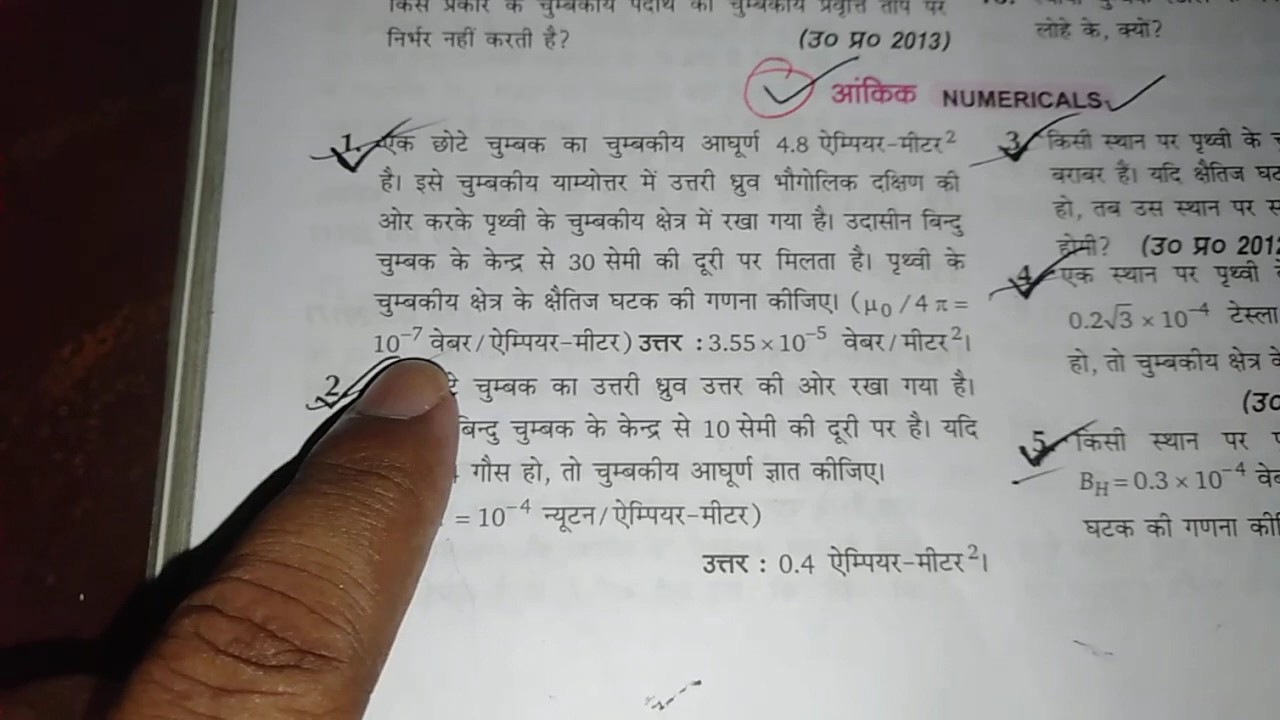 किस प्रकार के चुम्बकीय पदार्थ की चुम्बकीय प्रवृत्ति ताप पर
निर्भर नहीं करती है? (उ0 प्र0 2013)
आंकिक NUMERICALS
1. एक छोटे चुम्बक का चुम्बकीय आघूर्ण 4.8 ऐम्पियर-मीटर²
है। इसे चुम्बकीय याम्योत्तर में उत्तरी ध्रुव भौगोलिक दक्षिण की
ओर करके पृथ्वी के चुम्बकीय क्षेत्र में रखा गया है। उदासीन बिन्दु
चुम्बक के केन्द्र से 30 सेमी की दूरी पर मिलता है। पृथ्वी के
चुम्बकीय क्षेत्र के क्षैतिज घटक की गणना कीजिए। (μ₀/4π=
10⁻⁷ वेबर/ऐम्पियर-मीटर) उत्तर : 3.55×10⁻⁵ वेबर/मीटर²।
2. चुम्बक का उत्तरी ध्रुव उत्तर की ओर रखा गया है।
बिन्दु चुम्बक के केन्द्र से 10 सेमी की दूरी पर है। यदि
गौस हो, तो चुम्बकीय आघूर्ण ज्ञात कीजिए।
= 10⁻⁴ न्यूटन/ऐम्पियर-मीटर)
उत्तर : 0.4 ऐम्पियर-मीटर²।
लोहे के, क्यों?
3. किसी स्थान पर पृथ्वी के
बराबर हैं। यदि क्षैतिज
हो, तब उस स्थान पर
होगी? (उ0 प्र0
4. एक स्थान पर पृथ्वी
0.2√3 × 10⁻⁴ टेस्ला
हो, तो चुम्बकीय क्षेत्र
5. किसी स्थान पर
B_H = 0.3 × 10⁻⁴
घटक की गणना